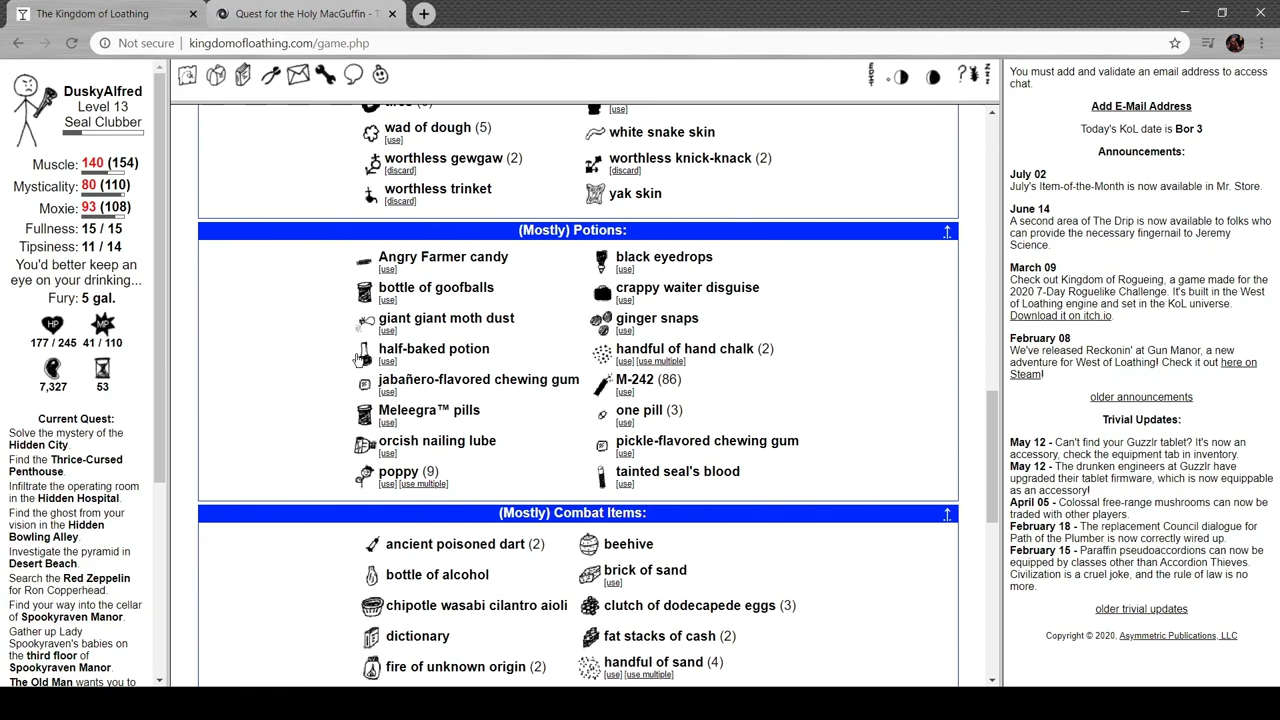 The Kingdom of Loathing
Quest for the Holy MacGuffin - T
Not secure | kingdomofloathing.com/game.php
DuskyAlfred
Level 13
Seal Clubber
Muscle: 140 (154)
Mysticality: 80 (110)
Moxie: 93 (108)
Fullness: 15 / 15
Tipsiness: 11 / 14
You'd better keep an
eye on your drinking...
Fury: 5 gal.
HP
MP
177 / 245
41 / 110
7,327
53
Current Quest:
Solve the mystery of the
Hidden City.
Find the Thrice-Cursed
Penthouse.
Infiltrate the operating room
in the Hidden Hospital.
Find the ghost from your
vision in the Hidden
Bowling Alley.
Investigate the pyramid in
Desert Beach.
Search the Red Zeppelin
for Ron Copperhead.
Find your way into the cellar
of Spookyraven Manor.
Gather up Lady
Spookyraven's babies on
the third floor of
Spookyraven Manor.
The Old Man wants you to
[use]
wad of dough (5)
[use]
white snake skin
worthless gewgaw (2)
[discard]
worthless knick-knack (2)
[discard]
worthless trinket
[discard]
yak skin
(Mostly) Potions:
Angry Farmer candy
[use]
black eyedrops
[use]
bottle of goofballs
[use]
crappy waiter disguise
[use]
giant giant moth dust
[use]
ginger snaps
[use]
half-baked potion
[use]
handful of hand chalk (2)
[use] [use multiple]
jabañero-flavored chewing gum
[use]
M-242 (86)
[use]
Meleegra™ pills
[use]
one pill (3)
[use]
orcish nailing lube
[use]
pickle-flavored chewing gum
[use]
poppy (9)
[use] [use multiple]
tainted seal's blood
[use]
(Mostly) Combat Items:
ancient poisoned dart (2)
beehive
bottle of alcohol
brick of sand
[use]
chipotle wasabi cilantro aioli
clutch of dodecapede eggs (3)
dictionary
fat stacks of cash (2)
fire of unknown origin (2)
handful of sand (4)
[use] [use multiple]
You must add and validate an email address to access
chat.
Add E-Mail Address
Today's KoL date is Bor 3
Announcements:
July 02
July's Item-of-the-Month is now available in Mr. Store.
June 14
A second area of The Drip is now available to folks who
can provide the necessary fingernail to Jeremy
Science.
March 09
Check out Kingdom of Rogueing, a game made for the
2020 7-Day Roguelike Challenge. It's built in the West
of Loathing engine and set in the KoL universe.
Download it on itch.io.
February 08
We've released Reckonin' at Gun Manor, a new
adventure for West of Loathing! Check it out here on
Steam!
older announcements
Trivial Updates:
May 12 - Can't find your Guzzlr tablet? It's now an
accessory, check the equipment tab in inventory.
May 12 - The drunken engineers at Guzzlr have
upgraded their tablet firmware, which is now equippable
as an accessory!
April 05 - Colossal free-range mushrooms can now be
traded with other players.
February 18 - The replacement Council dialogue for
Path of the Plumber is now correctly wired up.
February 15 - Paraffin pseudoaccordions can now be
equipped by classes other than Accordion Thieves.
Civilization is a cruel joke, and the rule of law is no
more.
older trivial updates
Copyright © 2020, Asymmetric Publications, LLC